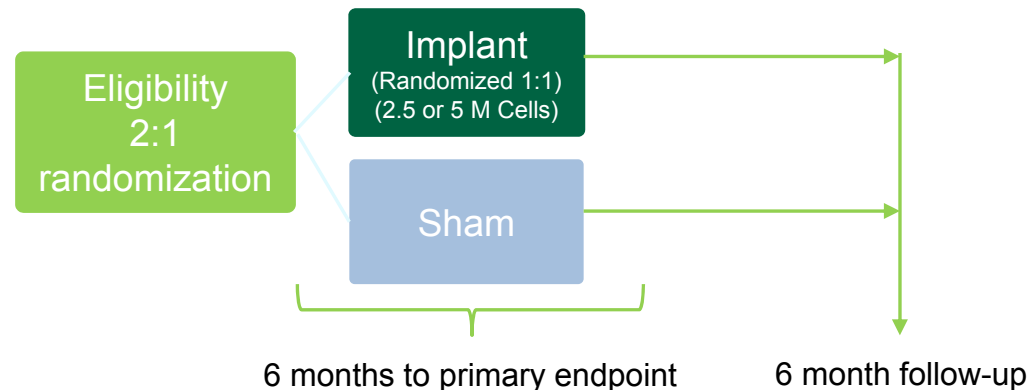 Eligibility
2:1
randomization
Implant
(Randomized 1:1)
(2.5 or 5 M Cells)
Sham
6 months to primary endpoint
6 month follow-up